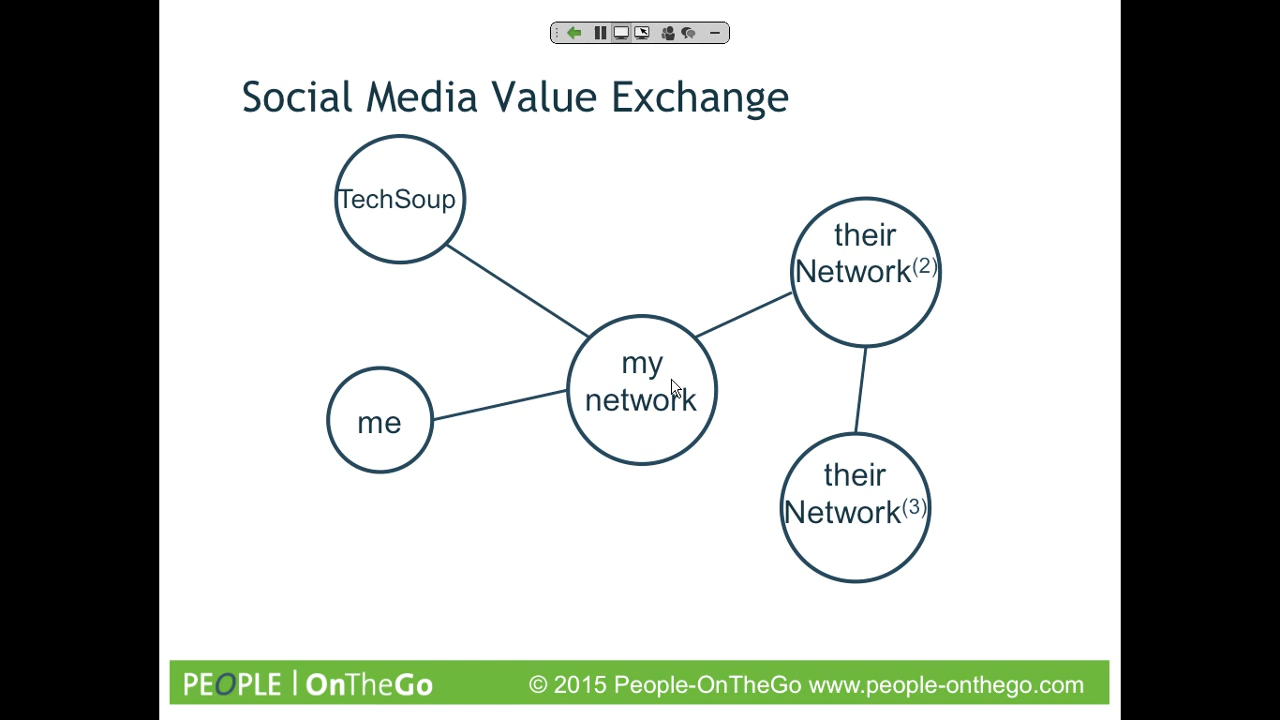 Social Media Value Exchange
TechSoup
their
Network(2)
my
network
me
their
Network(3)
PEOPLE | OnTheGo
© 2015 People-OnTheGo www.people-onthego.com